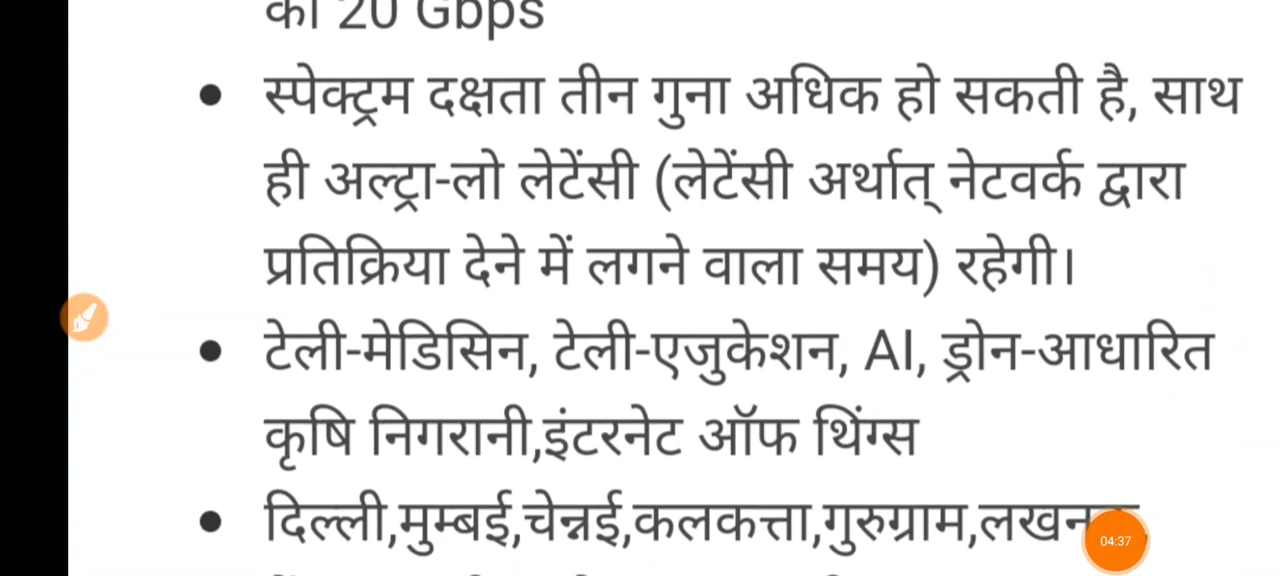 का 20 Gbps
स्पेक्ट्रम दक्षता तीन गुना अधिक हो सकती है, साथ
ही अल्ट्रा-लो लेटेंसी (लेटेंसी अर्थात् नेटवर्क द्वारा
प्रतिक्रिया देने में लगने वाला समय) रहेगी।
टेली-मेडिसिन, टेली-एजुकेशन, AI, ड्रोन-आधारित
कृषि निगरानी,इंटरनेट ऑफ थिंग्स
दिल्ली,मुम्बई,चेन्नई,कलकत्ता,गुरुग्राम,
04:37